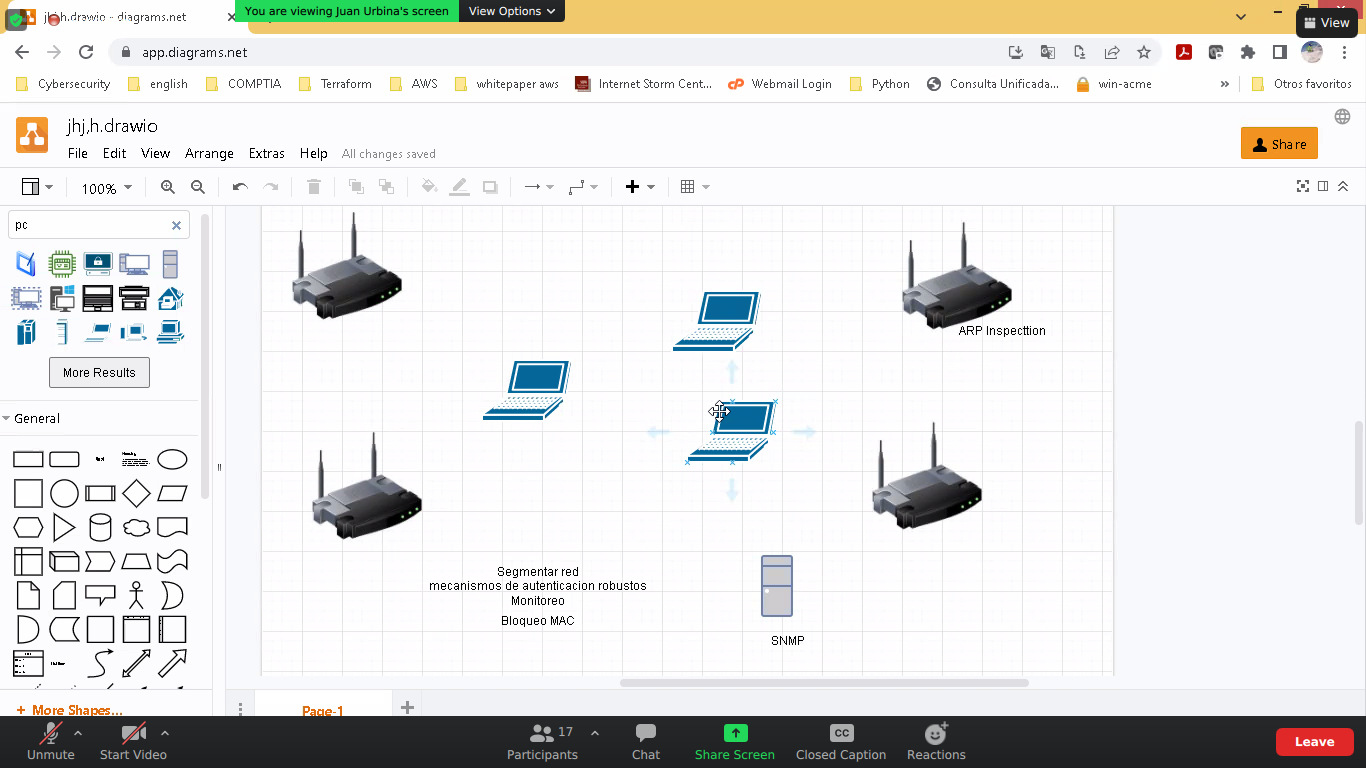 You are viewing Juan Urbina's screen
View Options
jhj,h.drawio - diagrams.net
View
app.diagrams.net
Cybersecurity
english
COMPTIA
Terraform
AWS
whitepaper aws
Internet Storm Cent...
Webmail Login
Python
Consulta Unificada...
win-acme
»
Otros favoritos
jhj,h.drawio
File
Edit
View
Arrange
Extras
Help
All changes saved
Share
100%
pc
More Results
General
Text
Heading
More Shapes...
ARP Inspecttion
Segmentar red
mecanismos de autenticacion robustos
Monitoreo
Bloqueo MAC
SNMP
Page-1
Unmute
Start Video
Participants
17
Chat
Share Screen
CC
Closed Caption
Reactions
Leave